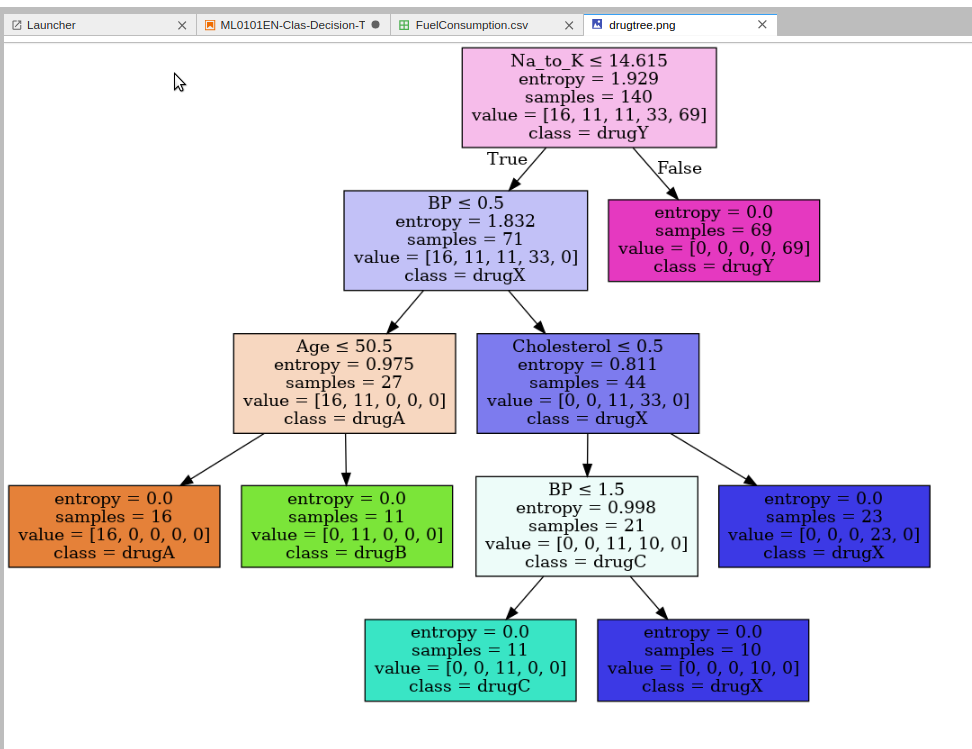 Launcher
ML0101EN-Clas-Decision-T
FuelConsumption.csv
drugtree.png
Na_to_K ≤ 14.615
entropy = 1.929
samples = 140
value = [16, 11, 11, 33, 69]
class = drugY
True
False
BP ≤ 0.5
entropy = 1.832
samples = 71
value = [16, 11, 11, 33, 0]
class = drugX
entropy = 0.0
samples = 69
value = [0, 0, 0, 0, 69]
class = drugY
Age ≤ 50.5
entropy = 0.975
samples = 27
value = [16, 11, 0, 0, 0]
class = drugA
Cholesterol ≤ 0.5
entropy = 0.811
samples = 44
value = [0, 0, 11, 33, 0]
class = drugX
entropy = 0.0
samples = 16
value = [16, 0, 0, 0, 0]
class = drugA
entropy = 0.0
samples = 11
value = [0, 11, 0, 0, 0]
class = drugB
BP ≤ 1.5
entropy = 0.998
samples = 21
value = [0, 0, 11, 10, 0]
class = drugC
entropy = 0.0
samples = 23
value = [0, 0, 0, 23, 0]
class = drugX
entropy = 0.0
samples = 11
value = [0, 0, 11, 0, 0]
class = drugC
entropy = 0.0
samples = 10
value = [0, 0, 0, 10, 0]
class = drugX